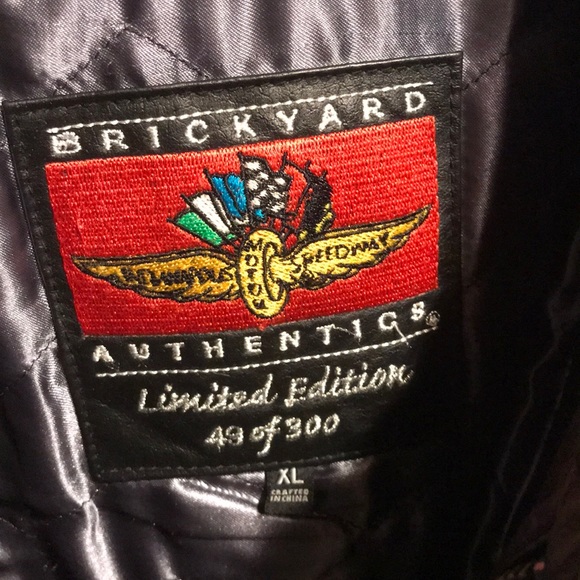 BRICKYARD
INDIANAPOLIS MOTOR SPEEDWAY
AUTHENTICS®
Limited Edition
49 of 300
XL
CRAFTED
IN CHINA